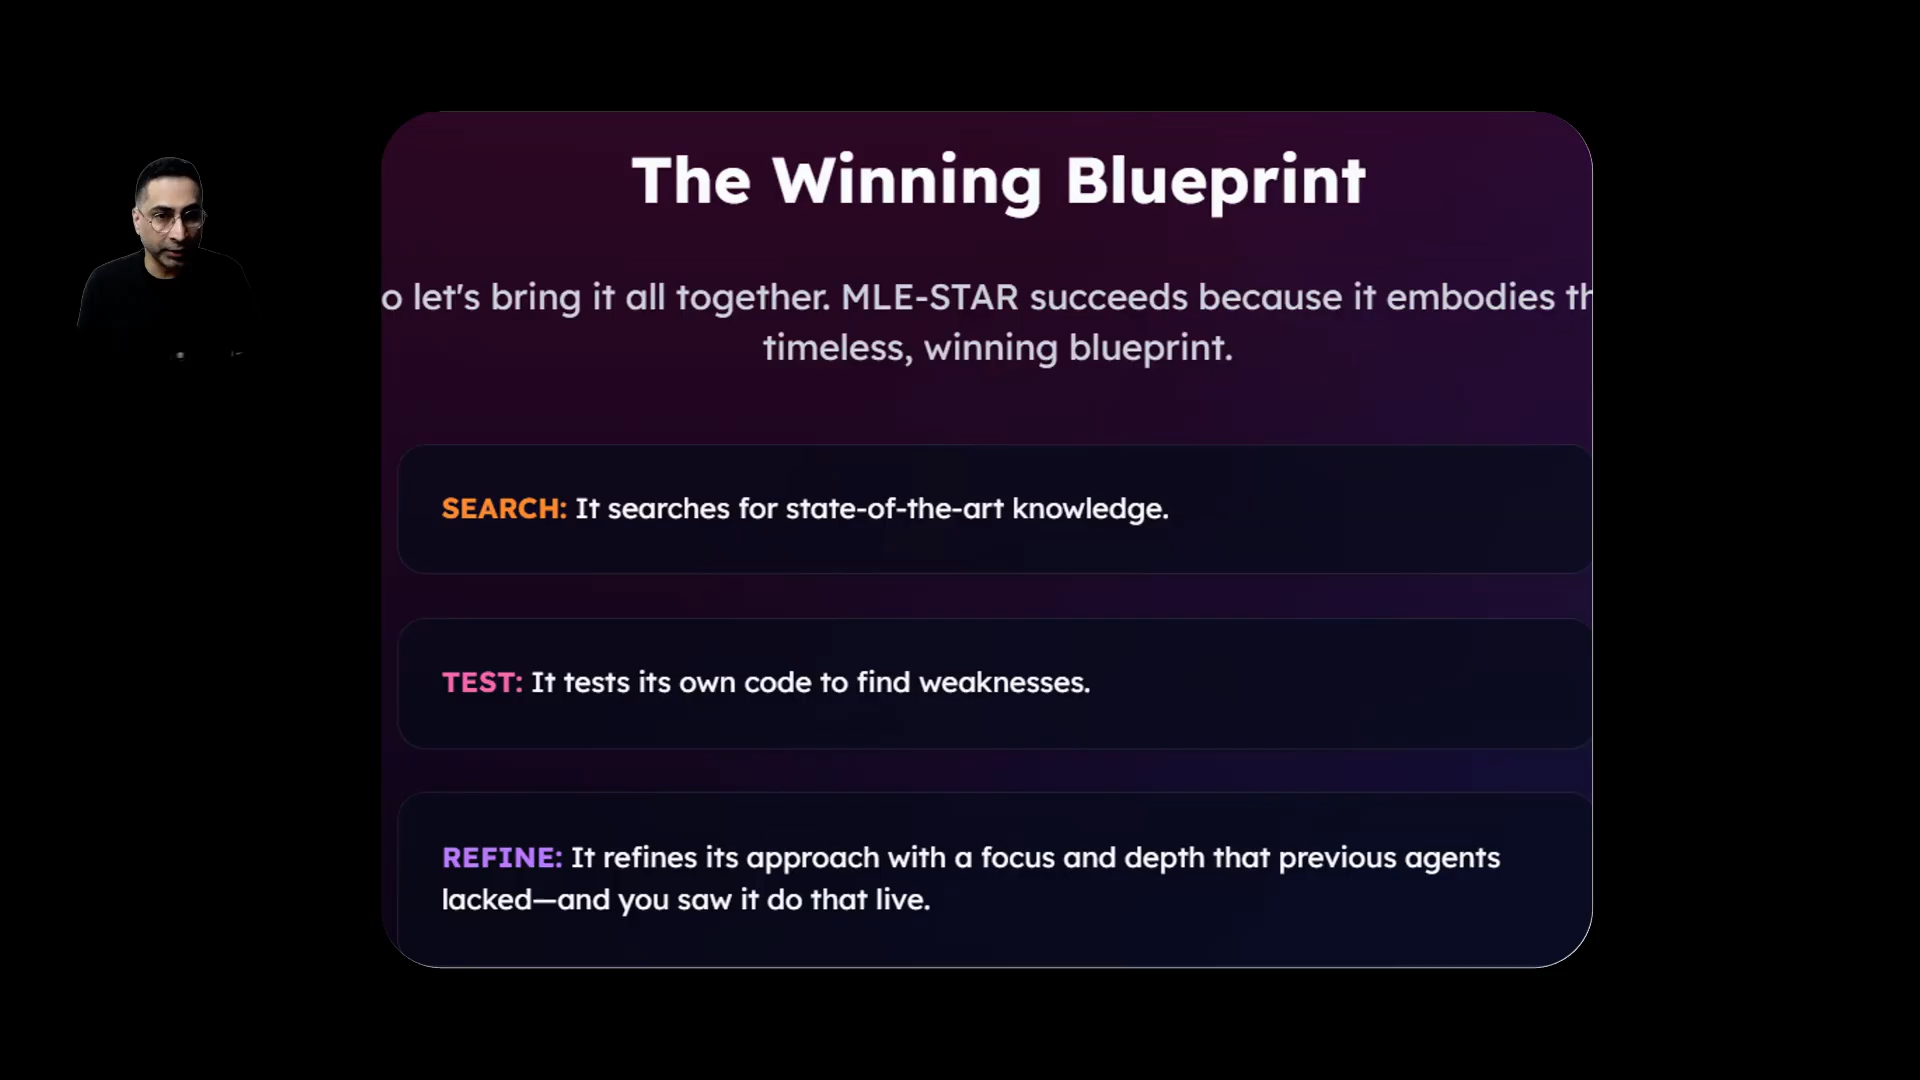 The Winning Blueprint
o let's bring it all together. MLE-STAR succeeds because it embodies th
timeless, winning blueprint.
SEARCH: It searches for state-of-the-art knowledge.
TEST: It tests its own code to find weaknesses.
REFINE: It refines its approach with a focus and depth that previous agents
lacked—and you saw it do that live.